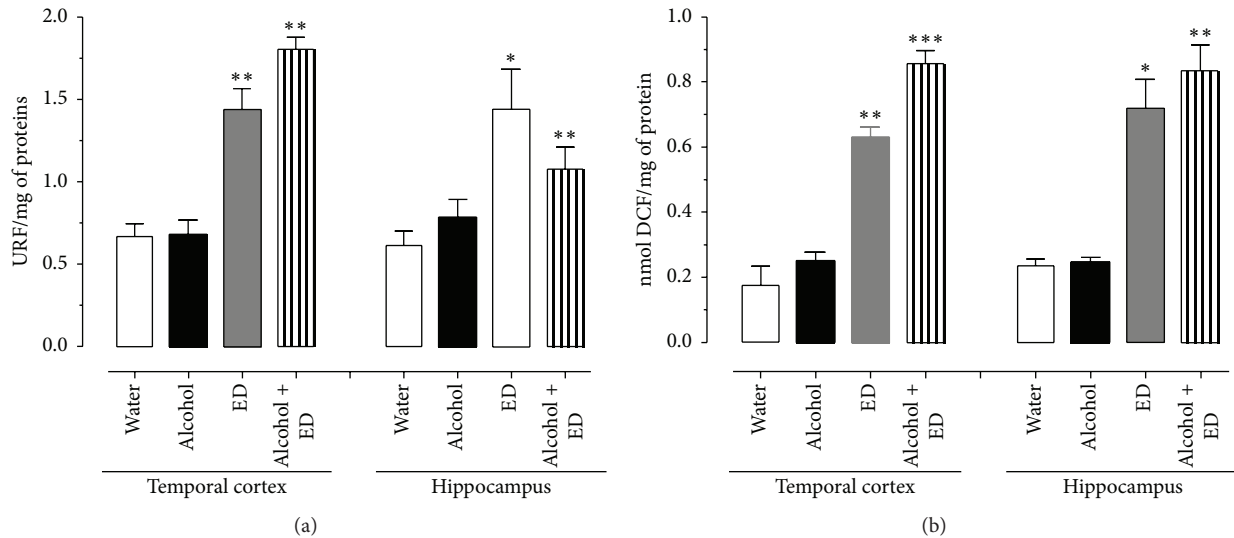 2.0
1.5
1.0
0.5
0.0
URF/mg of proteins
**
**
*
**
Water
Alcohol
ED
Alcohol +
ED
Water
Alcohol
ED
Alcohol +
ED
Temporal cortex
Hippocampus
(a)
1.0
0.8
0.6
0.4
0.2
0.0
nmol DCF/mg of protein
**
***
*
**
Water
Alcohol
ED
Alcohol +
ED
Water
Alcohol
ED
Alcohol +
ED
Temporal cortex
Hippocampus
(b)